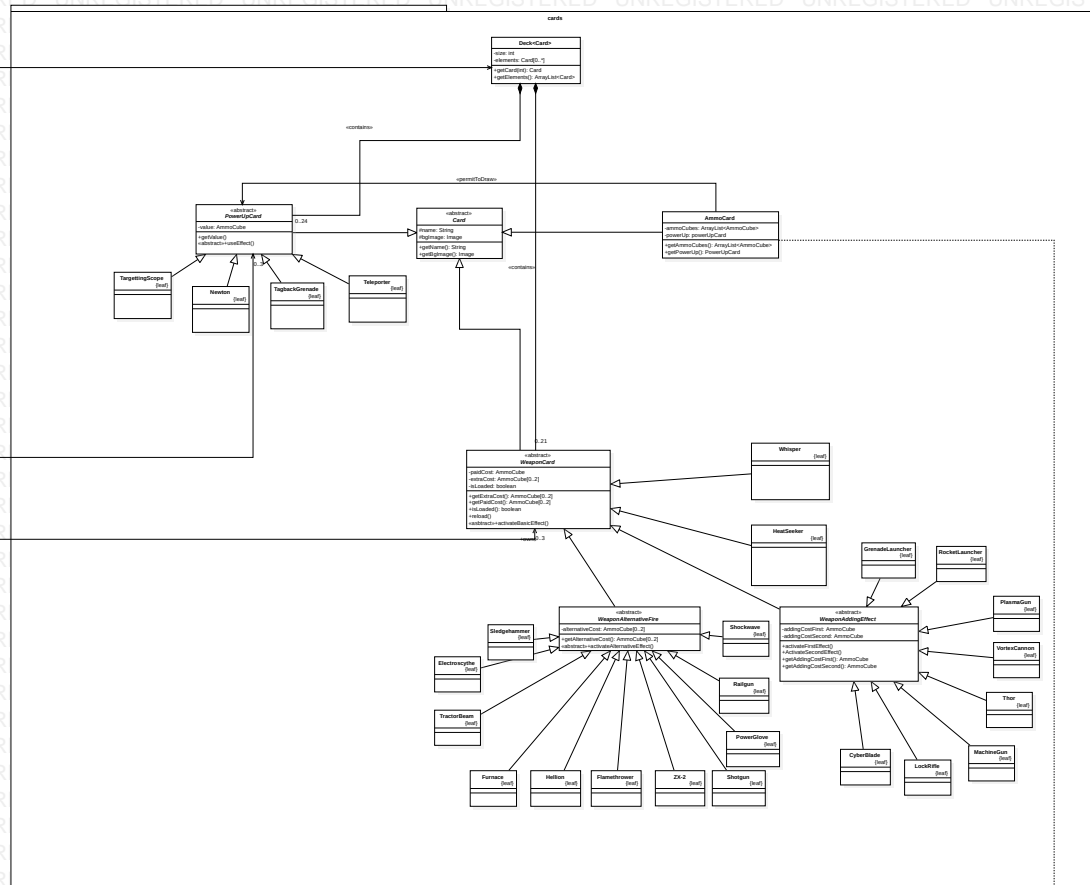 UNREGISTERED UNREGISTERED UNREGISTERED UNREGISTERED UNREGISTERED UNREGISTERED
cards
Deck<Card>
-size: int
-elements: Card[0..*]
+getCard(int): Card
+getElements(): ArrayList<Card>
«contains»
«permitToDraw»
«abstract»
PowerUpCard
-value: AmmoCube
+getValue()
«abstract»+useEffect()
0..24
«abstract»
Card
#name: String
#bgImage: Image
+getName(): String
+getBgImage(): Image
AmmoCard
-ammoCubes: ArrayList<AmmoCube>
-powerUp: powerUpCard
+getAmmoCubes(): ArrayList<AmmoCube>
+getPowerUp(): PowerUpCard
«contains»
TargettingScope
{leaf}
Newton
{leaf}
TagbackGrenade
{leaf}
Teleporter
{leaf}
0..21
«abstract»
WeaponCard
-paidCost: AmmoCube
-extraCost: AmmoCube[0..2]
-isLoaded: boolean
+getExtraCost(): AmmoCube[0..2]
+getPaidCost(): AmmoCube[0..2]
+isLoaded(): boolean
+reload()
«asbtract»+activateBasicEffect()
0..3
Whisper
{leaf}
HeatSeeker
{leaf}
GrenadeLauncher
{leaf}
RocketLauncher
{leaf}
PlasmaGun
{leaf}
VortexCannon
{leaf}
Thor
{leaf}
MachineGun
{leaf}
LockRifle
{leaf}
CyberBlade
{leaf}
«abstract»
WeaponAddingEffect
-addingCostFirst: AmmoCube
-addingCostSecond: AmmoCube
+activateFirstEffect()
+ActivateSecondEffect()
+getAddingCostFirst(): AmmoCube
+getAddingCostSecond(): AmmoCube
«abstract»
WeaponAlternativeFire
-alternativeCost: AmmoCube[0..2]
+getAlternativeCost(): AmmoCube[0..2]
«abstract»+activateAlternativeEffect()
Sledgehammer
{leaf}
Electroscythe
{leaf}
TractorBeam
{leaf}
Shockwave
{leaf}
Railgun
{leaf}
PowerGlove
{leaf}
Furnace
{leaf}
Hellion
{leaf}
Flamethrower
{leaf}
ZX-2
{leaf}
Shotgun
{leaf}